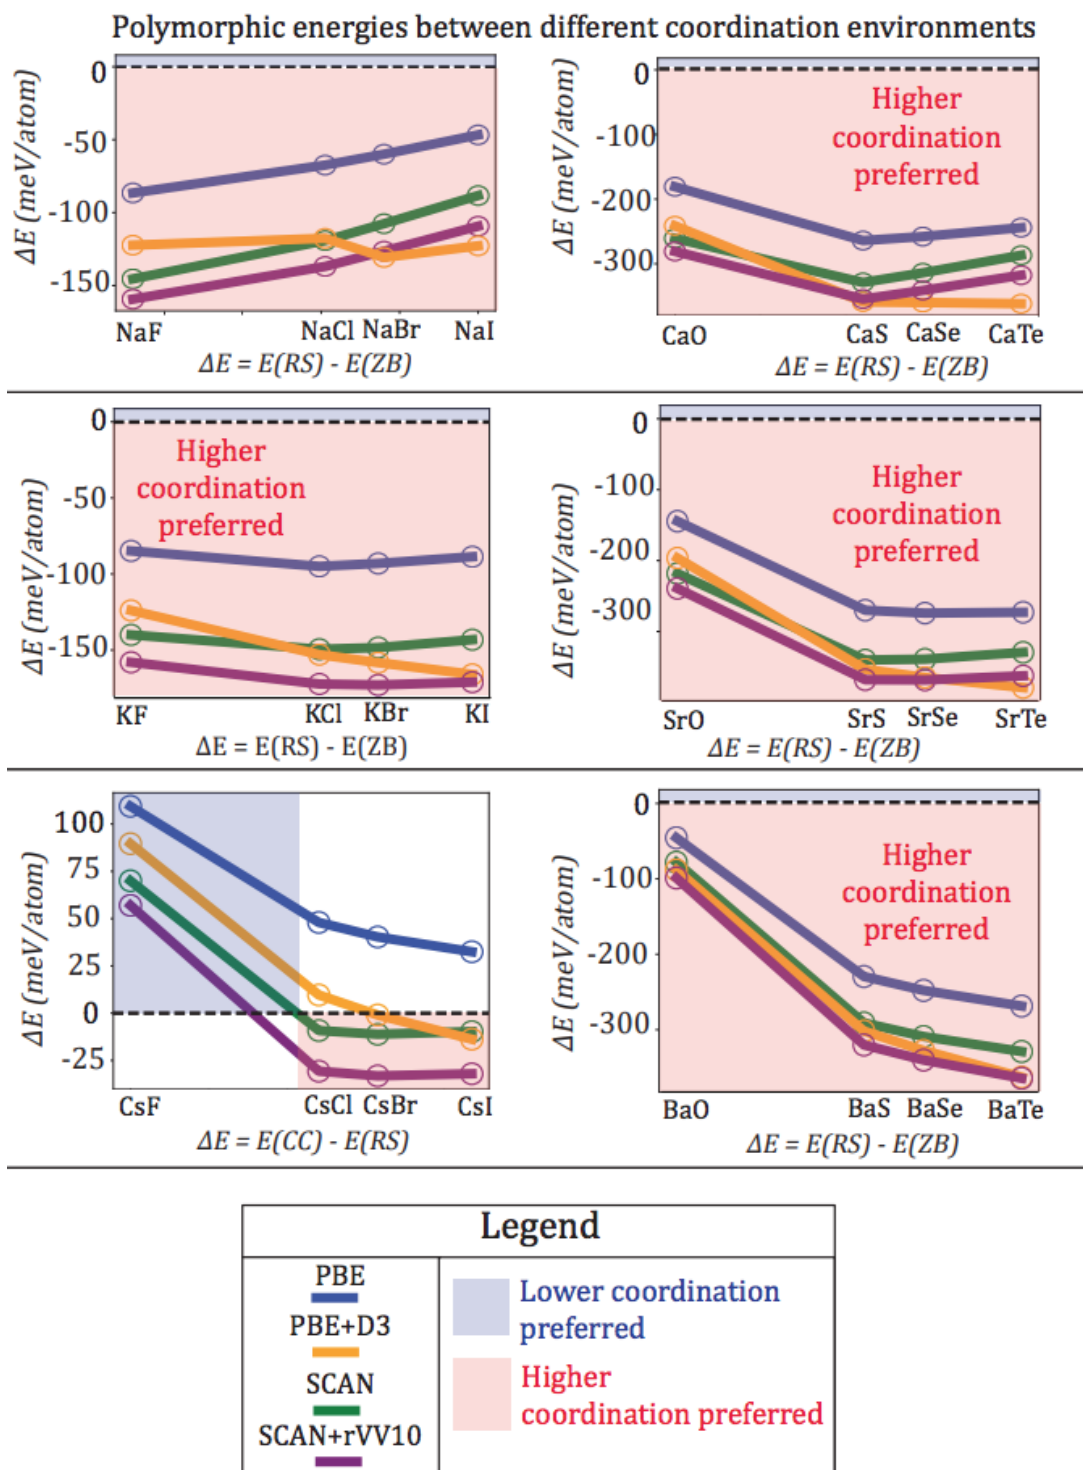 Polymorphic energies between different coordination environments
0
-50
-100
-150
ΔE (meV/atom)
NaF NaCl NaBr NaI
ΔE = E(RS) - E(ZB)
0
-100
-200
-300
ΔE (meV/atom)
Higher
coordination
preferred
CaO CaS CaSe CaTe
ΔE = E(RS) - E(ZB)
0
-50
-100
-150
ΔE (meV/atom)
Higher
coordination
preferred
KF KCl KBr KI
ΔE = E(RS) - E(ZB)
0
-100
-200
-300
ΔE (meV/atom)
Higher
coordination
preferred
SrO SrS SrSe SrTe
ΔE = E(RS) - E(ZB)
100
75
50
25
0
-25
ΔE (meV/atom)
CsF CsCl CsBr CsI
ΔE = E(CC) - E(RS)
0
-100
-200
-300
ΔE (meV/atom)
Higher
coordination
preferred
BaO BaS BaSe BaTe
ΔE = E(RS) - E(ZB)
Legend
PBE
PBE+D3
SCAN
SCAN+rVV10
Lower coordination
preferred
Higher
coordination preferred